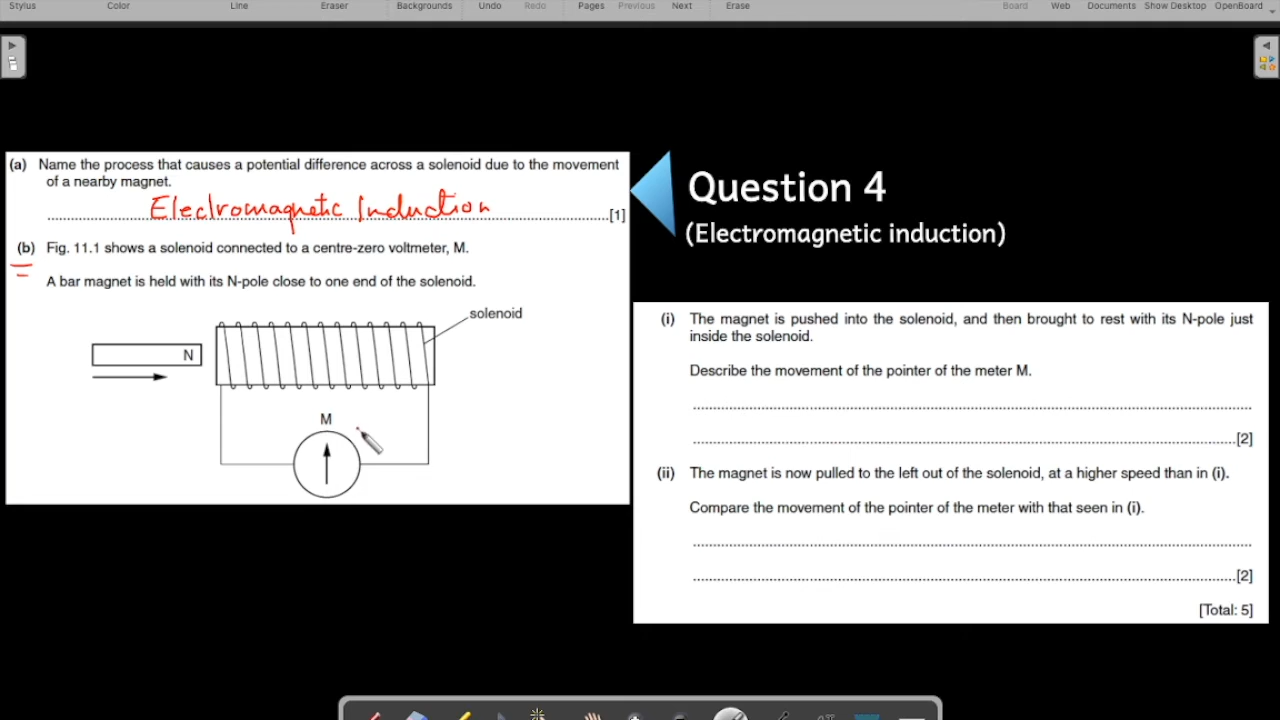 Stylus Color Line Eraser Backgrounds Undo Redo Pages Previous Next Erase Board Web Documents Show Desktop OpenBoard
(a) Name the process that causes a potential difference across a solenoid due to the movement
of a nearby magnet.
Electromagnetic Induction [1]
(b) Fig. 11.1 shows a solenoid connected to a centre-zero voltmeter, M.
A bar magnet is held with its N-pole close to one end of the solenoid.
solenoid
N
M
Question 4
(Electromagnetic induction)
(i) The magnet is pushed into the solenoid, and then brought to rest with its N-pole just
inside the solenoid.
Describe the movement of the pointer of the meter M.
[2]
(ii) The magnet is now pulled to the left out of the solenoid, at a higher speed than in (i).
Compare the movement of the pointer of the meter with that seen in (i).
[2]
[Total: 5]